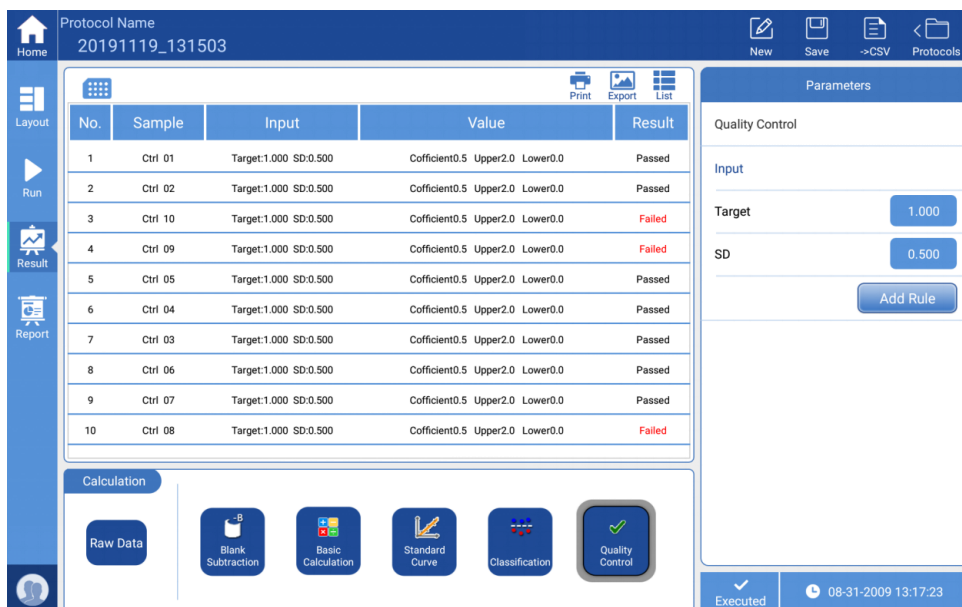 Protocol Name
20191119_131503
Home
New
Save
->CSV
Protocols
Layout
Run
Result
Report
Print
Export
List
No. Sample Input Value Result
1 Ctrl 01 Target:1.000 SD:0.500 Cofficient0.5 Upper2.0 Lower0.0 Passed
2 Ctrl 02 Target:1.000 SD:0.500 Cofficient0.5 Upper2.0 Lower0.0 Passed
3 Ctrl 10 Target:1.000 SD:0.500 Cofficient0.5 Upper2.0 Lower0.0 Failed
4 Ctrl 09 Target:1.000 SD:0.500 Cofficient0.5 Upper2.0 Lower0.0 Failed
5 Ctrl 05 Target:1.000 SD:0.500 Cofficient0.5 Upper2.0 Lower0.0 Passed
6 Ctrl 04 Target:1.000 SD:0.500 Cofficient0.5 Upper2.0 Lower0.0 Passed
7 Ctrl 03 Target:1.000 SD:0.500 Cofficient0.5 Upper2.0 Lower0.0 Passed
8 Ctrl 06 Target:1.000 SD:0.500 Cofficient0.5 Upper2.0 Lower0.0 Passed
9 Ctrl 07 Target:1.000 SD:0.500 Cofficient0.5 Upper2.0 Lower0.0 Passed
10 Ctrl 08 Target:1.000 SD:0.500 Cofficient0.5 Upper2.0 Lower0.0 Failed
Parameters
Quality Control
Input
Target 1.000
SD 0.500
Add Rule
Calculation
Raw Data
-B
Blank
Subtraction
Basic
Calculation
Standard
Curve
Classification
Quality
Control
Executed
08-31-2009 13:17:23